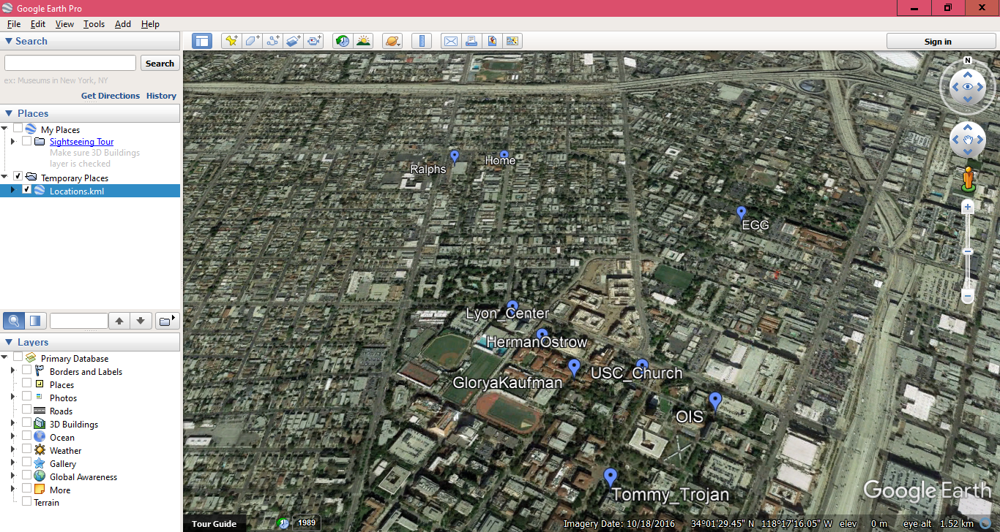 Google Earth Pro
File Edit View Tools Add Help
Search
Sign in
Search
ex: Museums in New York, NY
Get Directions History
Places
My Places
Sightseeing Tour
Make sure 3D Buildings
layer is checked
Temporary Places
Locations.kml
Layers
Primary Database
Borders and Labels
Places
Photos
Roads
3D Buildings
Ocean
Weather
Gallery
Global Awareness
More
Terrain
N
Ralphs
Home
EGG
Lyon_Center
HermanOstrow
GloryaKaufman
USC_Church
OIS
Tommy_Trojan
Google Earth
Tour Guide
1989
Imagery Date: 10/18/2016 34°01'29.45" N 118°17'16.05" W elev 0 m eye alt 1.52 km